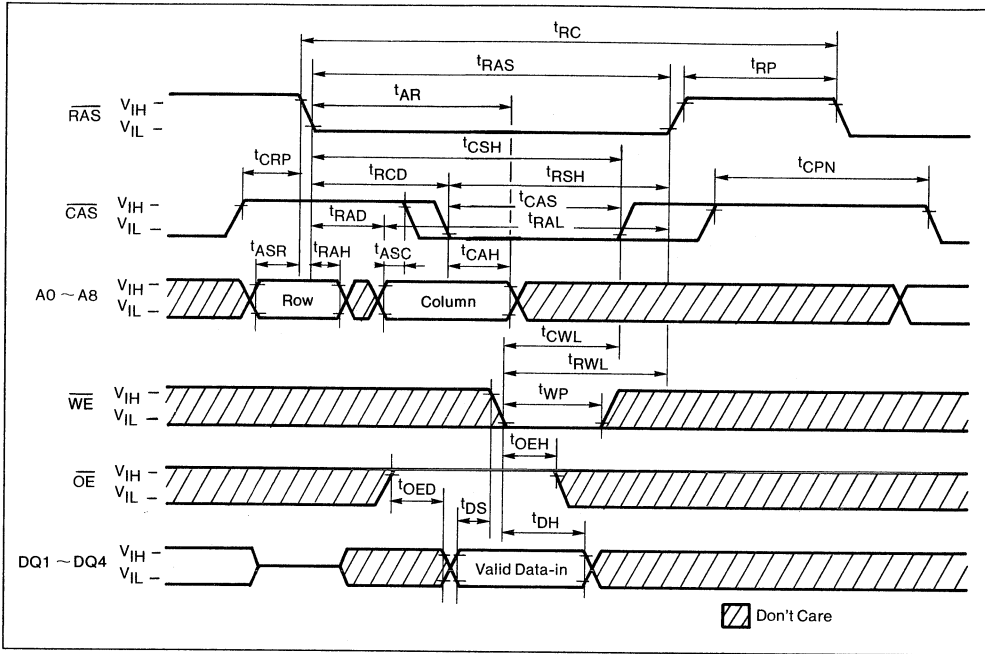 tRC
tRAS
tRP
tAR
RAS
VIH
VIL
tCSH
tCRP
tRCD
tRSH
tCPN
CAS
VIH
VIL
tCAS
tRAD
tRAL
tASR
tRAH
tASC
tCAH
A0 ~ A8
VIH
VIL
Row
Column
tCWL
tRWL
WE
VIH
VIL
tWP
tOEH
OE
VIH
VIL
tOED
tDS
tDH
DQ1 ~ DQ4
VIH
VIL
Valid Data-in
Don't Care